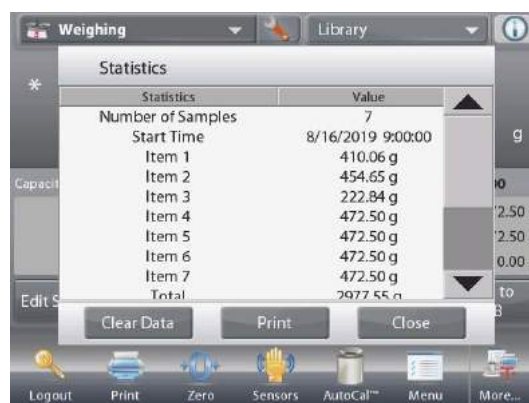 Weighing Library
Statistics
*
Statistics Value
Number of Samples 7
Start Time 8/16/2019 9:00:00
g
Item 1 410.06 g
Item 2 454.65 g
Capacit
Item 3 222.84 g
Item 4 472.50 g
2.50
Item 5 472.50 g
2.50
Item 6 472.50 g
0.00
Item 7 472.50 g
Total 2977.55 g
Edit S
to
Clear Data Print Close
Logout Print Zero Sensors AutoCal™ Menu More...